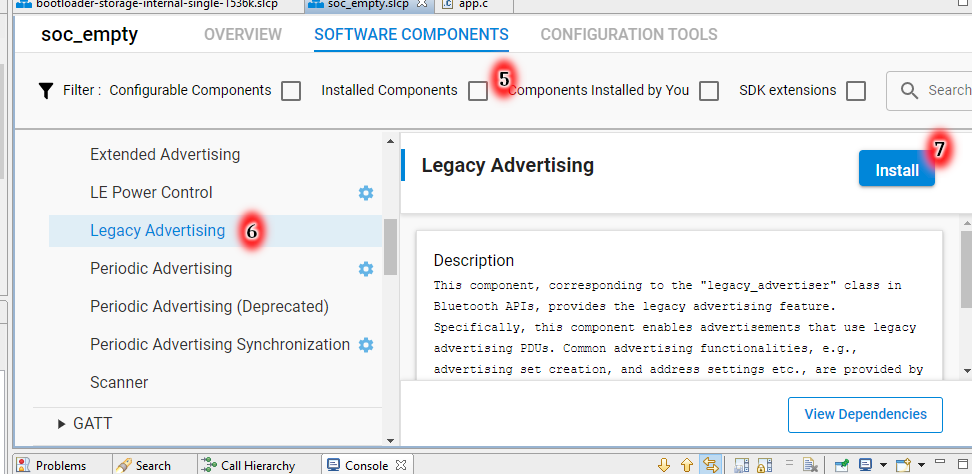 bootloader-storage-internal-single-1536k.slcp
soc_empty.slcp
app.c
soc_empty
OVERVIEW
SOFTWARE COMPONENTS
CONFIGURATION TOOLS
Filter : Configurable Components
Installed Components
5
Components Installed by You
SDK extensions
Search
Extended Advertising
LE Power Control
Legacy Advertising
6
Periodic Advertising
Periodic Advertising (Deprecated)
Periodic Advertising Synchronization
Scanner
GATT
Legacy Advertising
7
Install
Description
This component, corresponding to the "legacy_advertiser" class in
Bluetooth APIs, provides the legacy advertising feature.
Specifically, this component enables advertisements that use legacy
advertising PDUs. Common advertising functionalities, e.g.,
advertising set creation, and address settings etc., are provided by
View Dependencies
Problems
Search
Call Hierarchy
Console